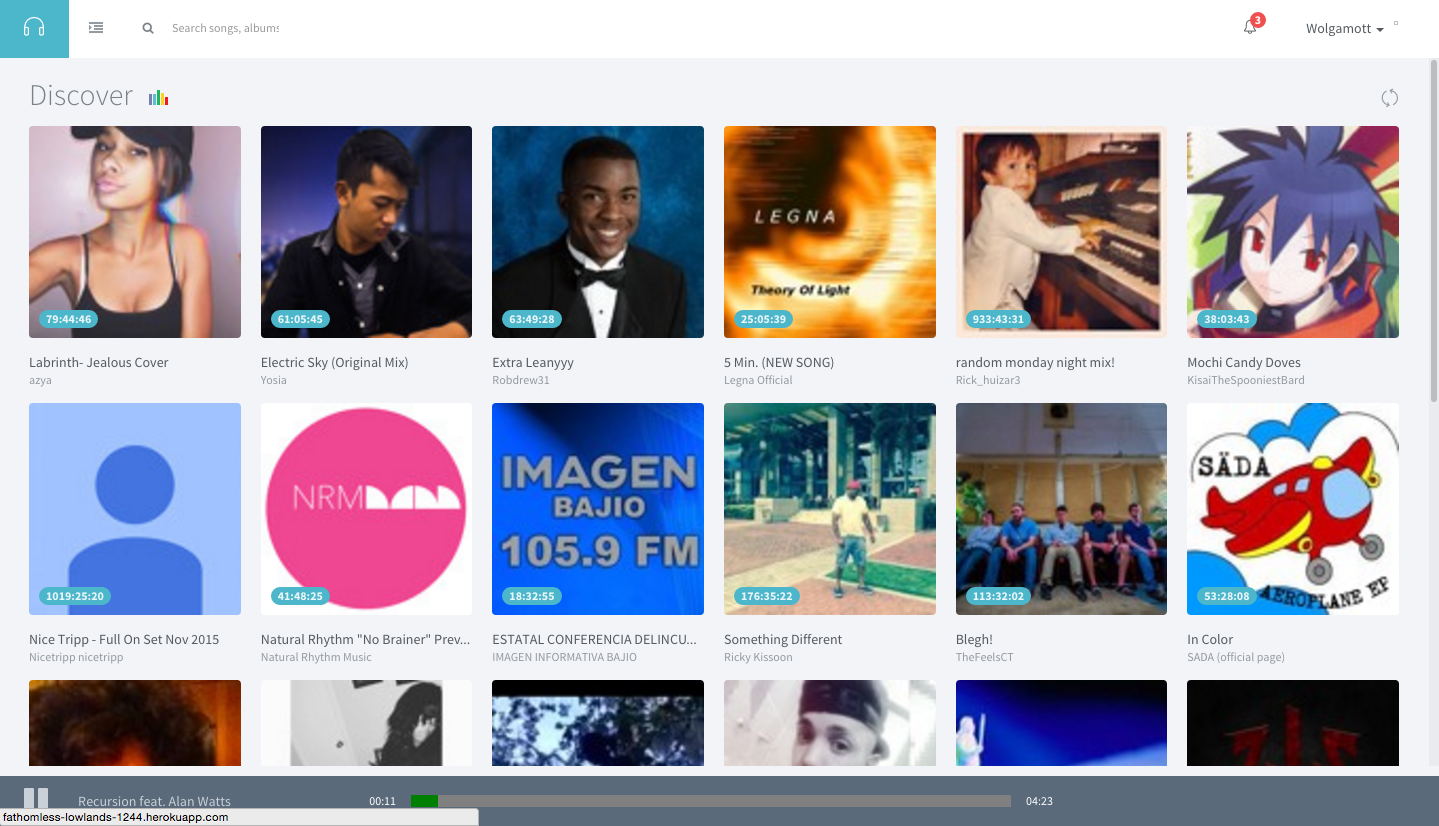 Search songs, albums
3
Wolgamott
Discover
79:44:46
61:05:45
63:49:28
LEGNA
Theory Of Light
25:05:39
933:43:31
38:03:43
Labrinth- Jealous Cover
azya
Electric Sky (Original Mix)
Yosia
Extra Leanyyy
Robdrew31
5 Min. (NEW SONG)
Legna Official
random monday night mix!
Rick_huizar3
Mochi Candy Doves
KisaiTheSpooniestBard
1019:25:20
NRM
41:48:25
IMAGEN
BAJIO
105.9 FM
18:32:55
176:35:22
113:32:02
SÄDA
AEROPLANE EP
53:28:08
Nice Tripp - Full On Set Nov 2015
Nicetripp nicetripp
Natural Rhythm "No Brainer" Prev...
Natural Rhythm Music
ESTATAL CONFERENCIA DELINCU...
IMAGEN INFORMATIVA BAJIO
Something Different
Ricky Kissoon
Blegh!
TheFeelsCT
In Color
SADA (official page)
Recursion feat. Alan Watts
00:11
04:23
fathomless-lowlands-1244.herokuapp.com